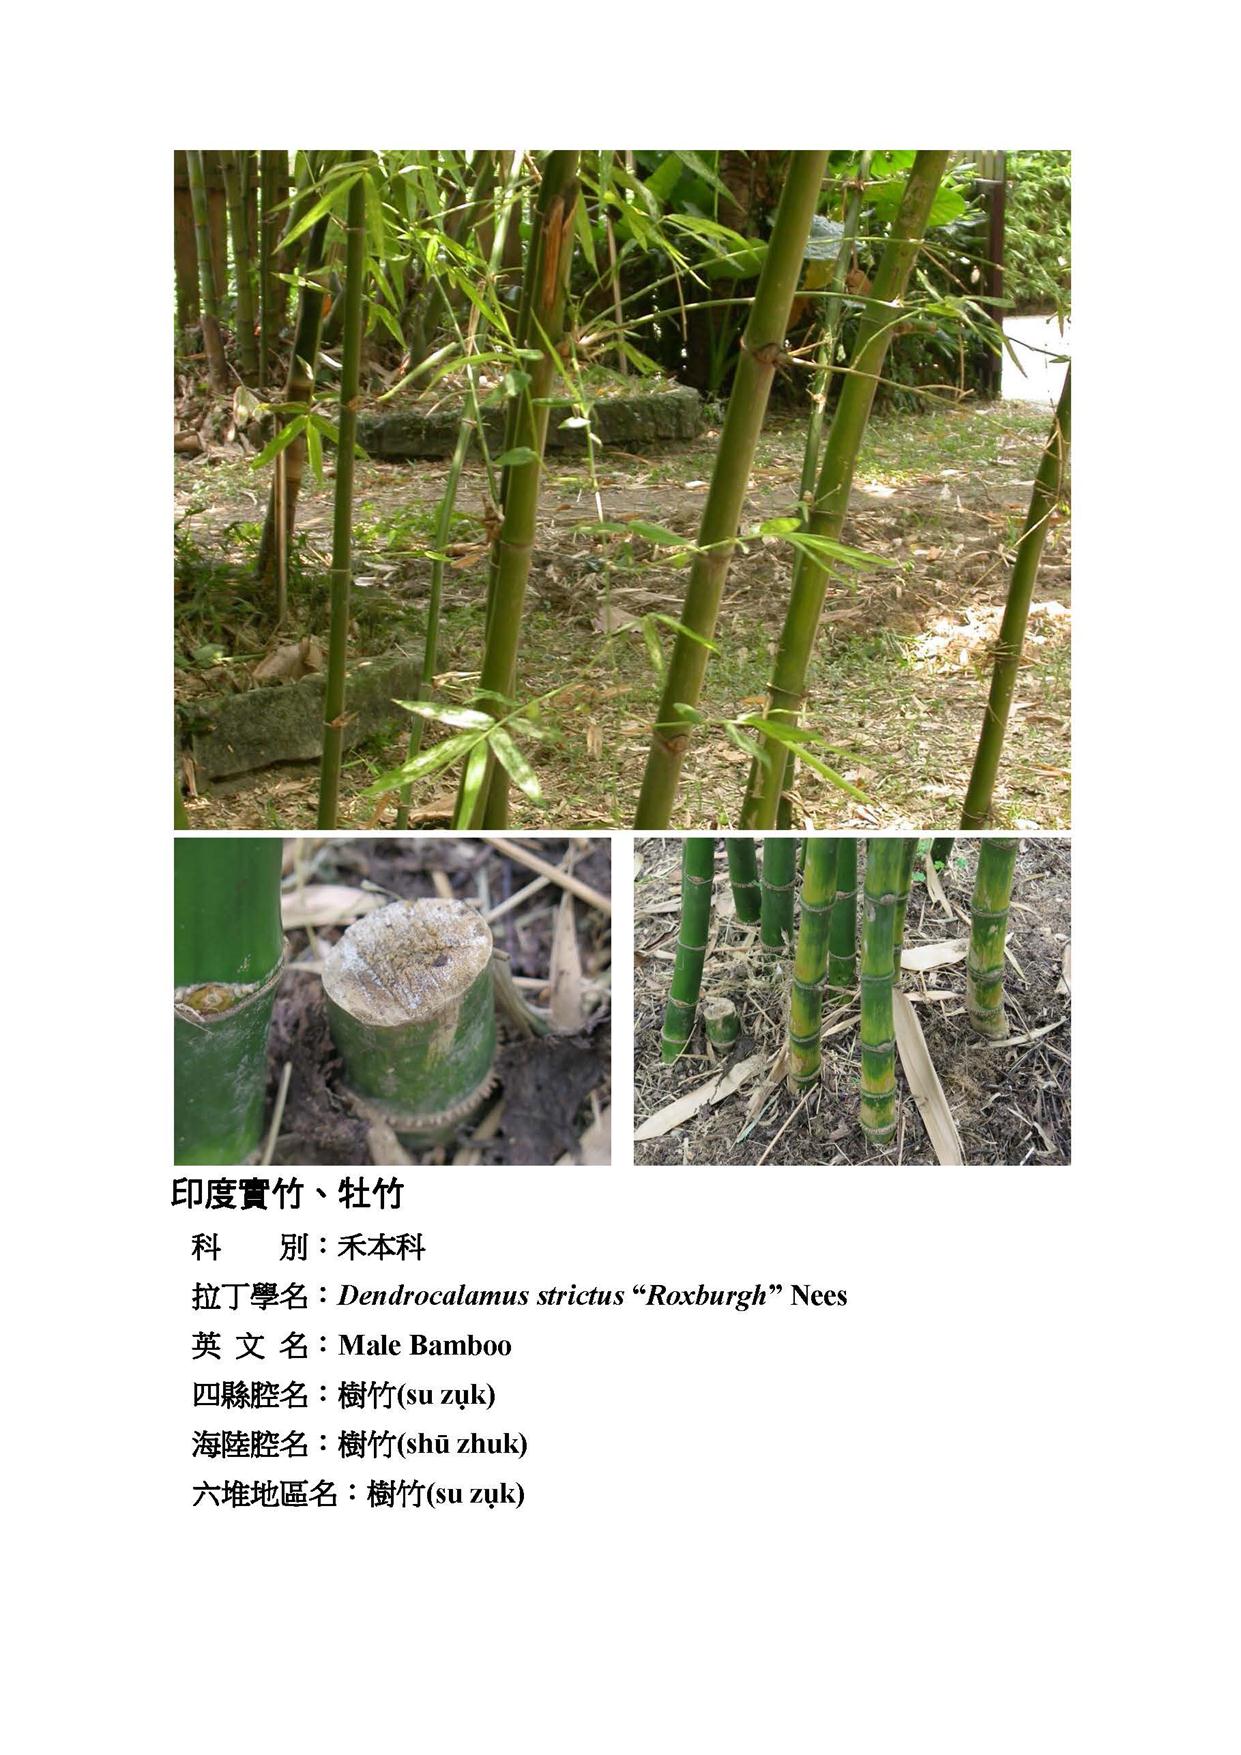 印度實竹、牡竹
科　　別：禾本科
拉丁學名：Dendrocalamus strictus “Roxburgh” Nees
英 文 名：Male Bamboo
四縣腔名：樹竹(su zụk)
海陸腔名：樹竹(shū zhuk)
六堆地區名：樹竹(su zụk)